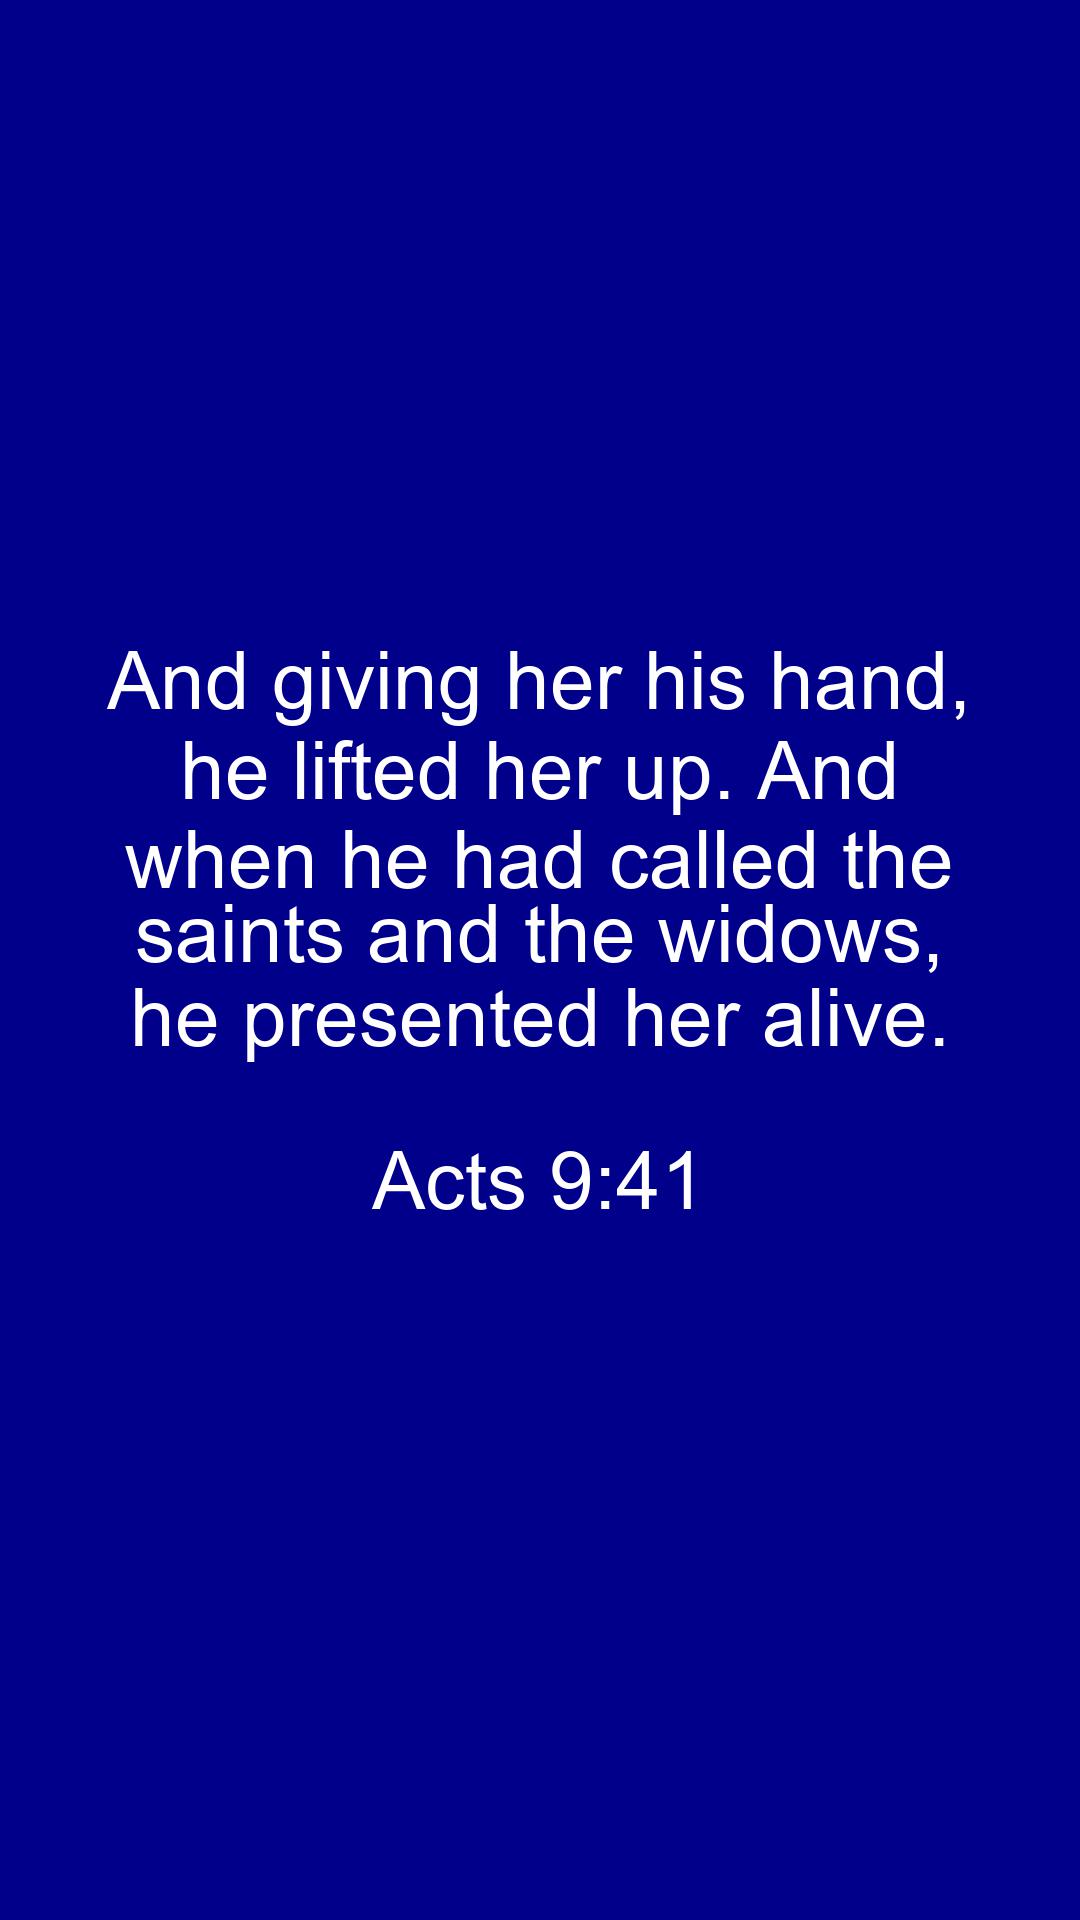 And giving her his hand,
he lifted her up. And
when he had called the
saints and the widows,
he presented her alive.
Acts 9:41